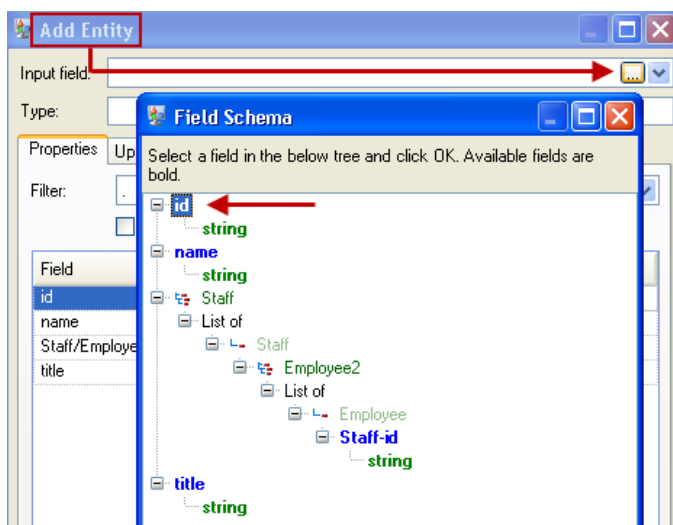 Add Entity
Input field:
...
Type:
Field Schema
Properties
Up
Select a field in the below tree and click OK. Available fields are
bold.
Filter:
.
id
string
name
string
Staff
List of
Staff
Employee2
List of
Employee
Staff-id
string
title
string
Field
id
name
Staff/Employe
title